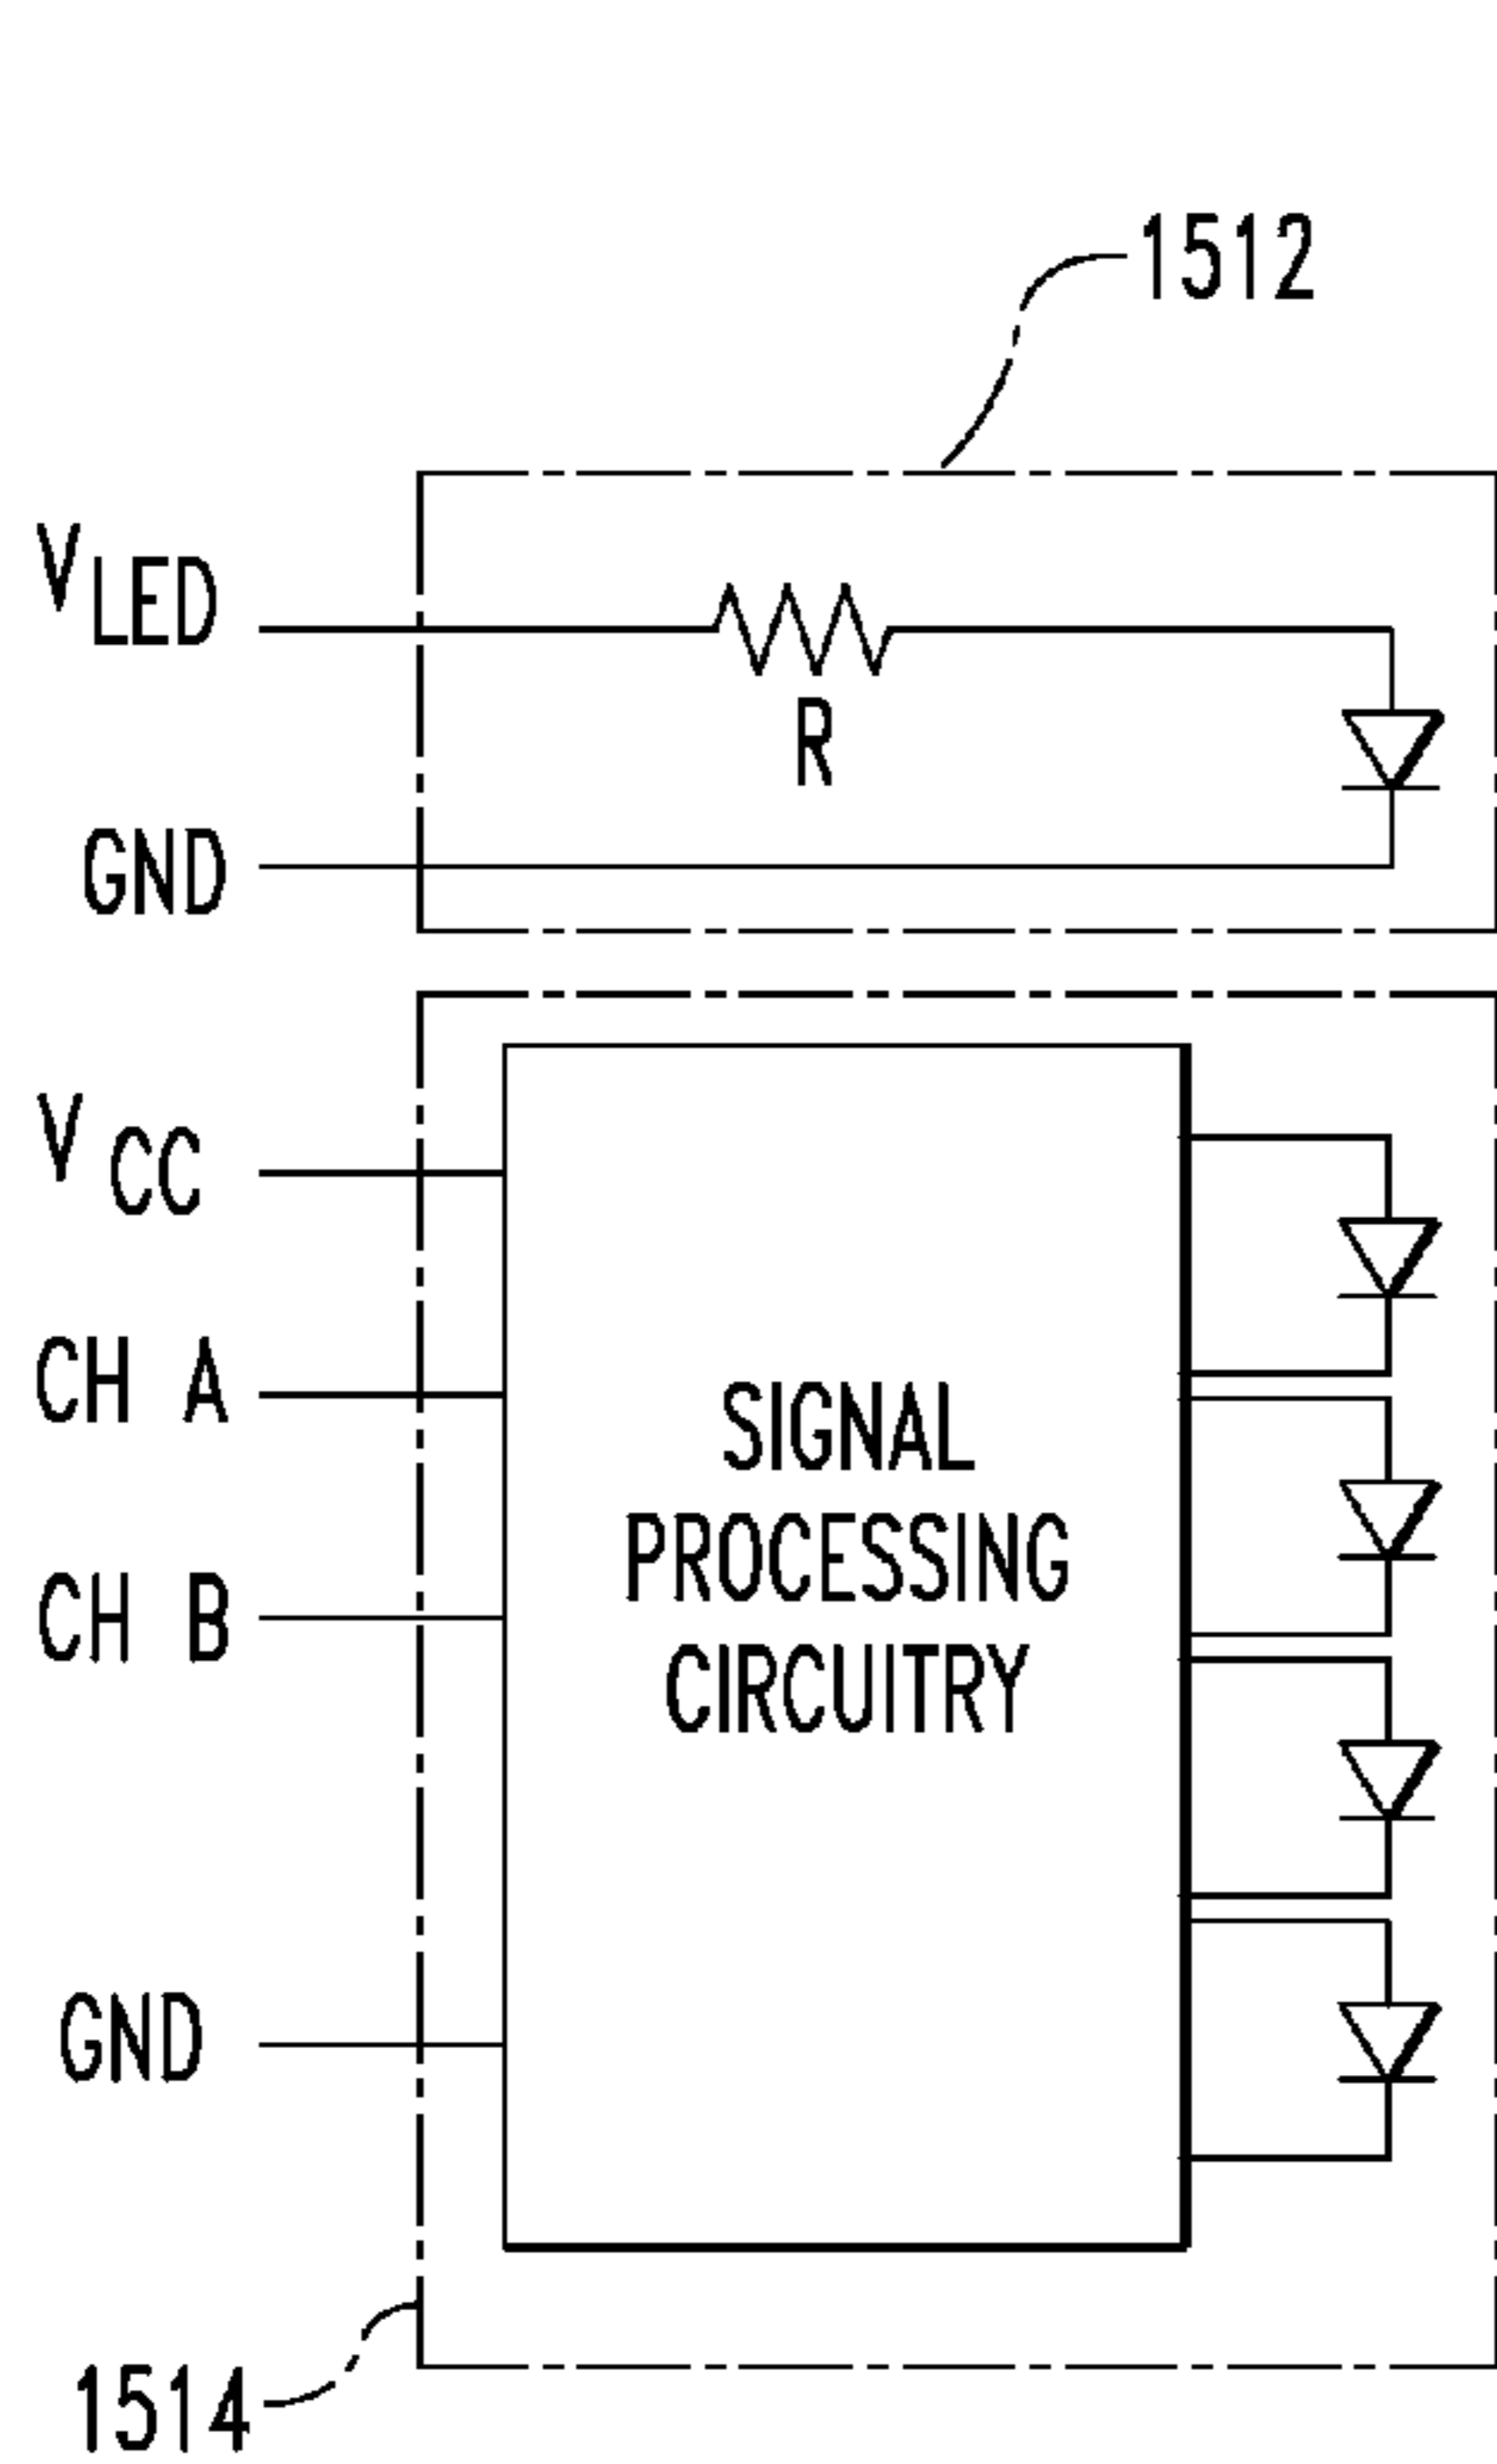 1512
VLED
R
GND
VCC
CH A
SIGNAL
PROCESSING
CIRCUITRY
CH B
GND
1514